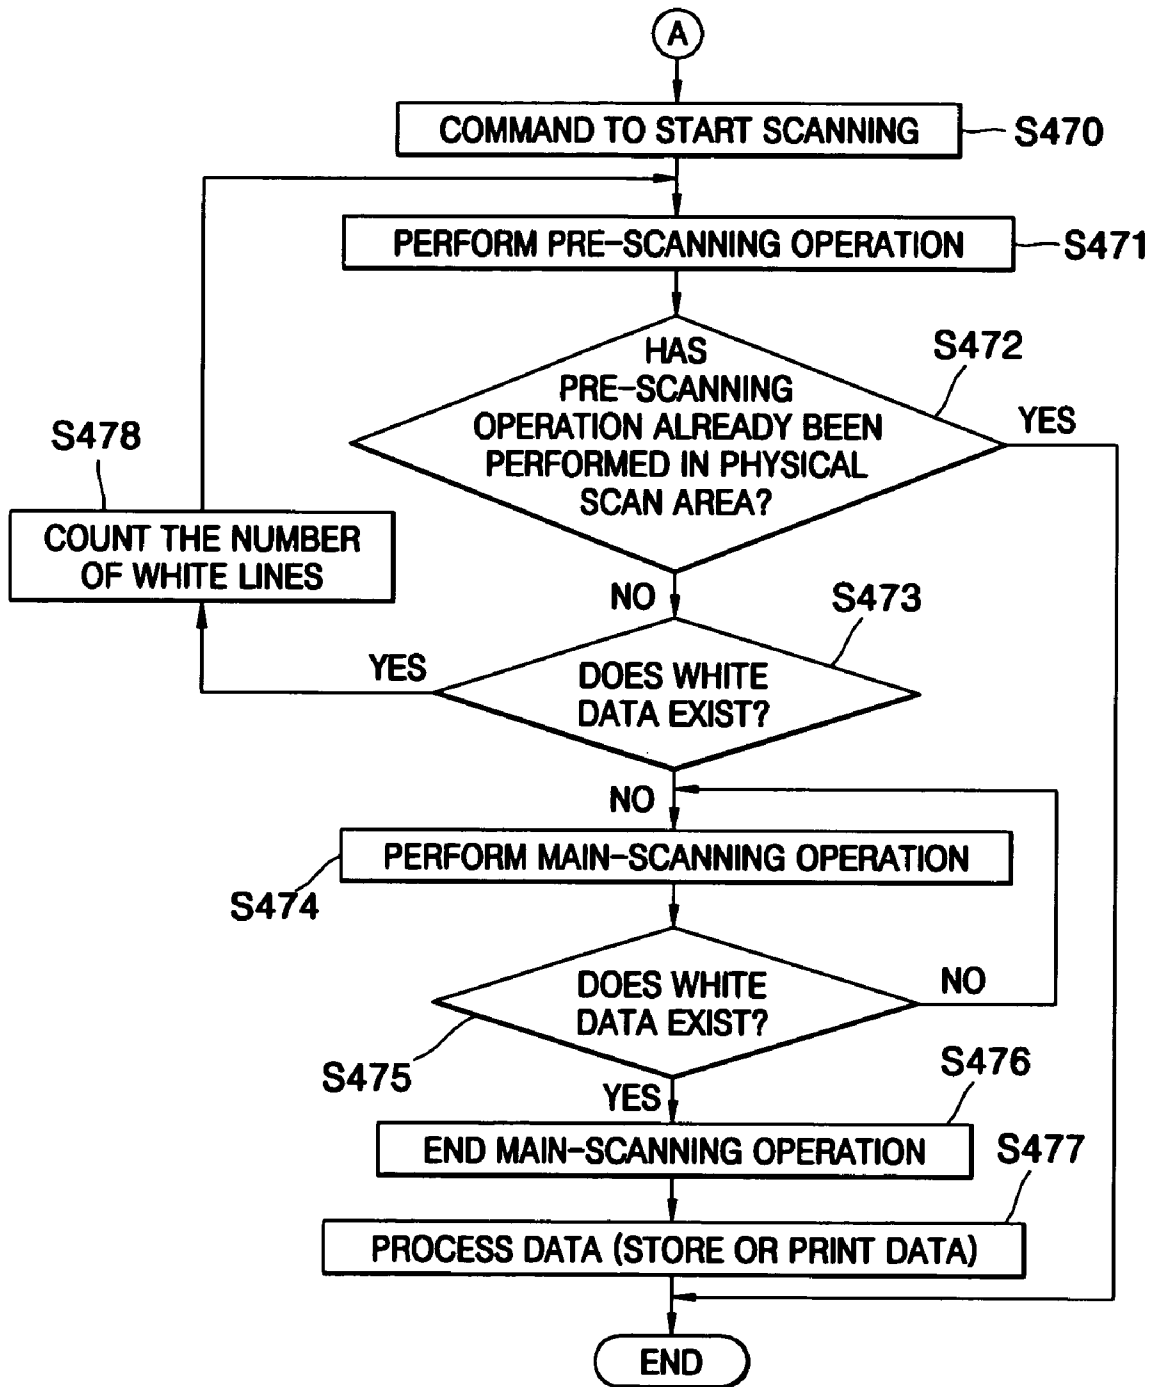 A
COMMAND TO START SCANNING
S470
PERFORM PRE-SCANNING OPERATION
S471
HAS
PRE-SCANNING
OPERATION ALREADY BEEN
PERFORMED IN PHYSICAL
SCAN AREA?
S472
YES
S478
COUNT THE NUMBER
OF WHITE LINES
NO
S473
YES
DOES WHITE
DATA EXIST?
NO
PERFORM MAIN-SCANNING OPERATION
S474
DOES WHITE
DATA EXIST?
NO
S475
YES
S476
END MAIN-SCANNING OPERATION
S477
PROCESS DATA (STORE OR PRINT DATA)
END